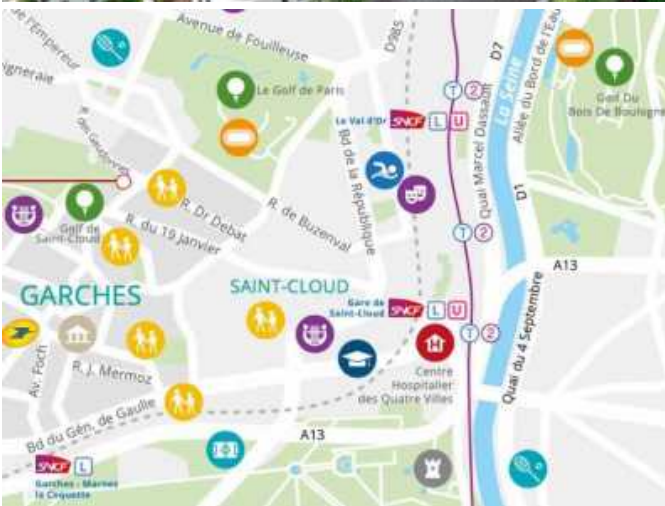 Avenue de Fouilleuse
D985
D7
La Seine
Allée du Bord de l'Eau
de l'Empereur
igneraie
Le Golf de Paris
Golf Du
Bois De Boulogne
Le Val d'Or SNCF L U
T 2
Quai Marcel Dassault
R. des Gaudonnes
Bd de la République
R. Dr Debat
R. de Buzenval
D1
Golf de
Saint-Cloud
R. du 19 Janvier
T 2
A13
GARCHES
SAINT-CLOUD
Gare de
Saint-Cloud SNCF L U
T 2
Quai du 4 Septembre
H
Av. Foch
R. J. Mermoz
Centre
Hospitalier
des Quatre Villes
Bd du Gén. de Gaulle
A13
SNCF L
Garches - Marnes
la Coquette